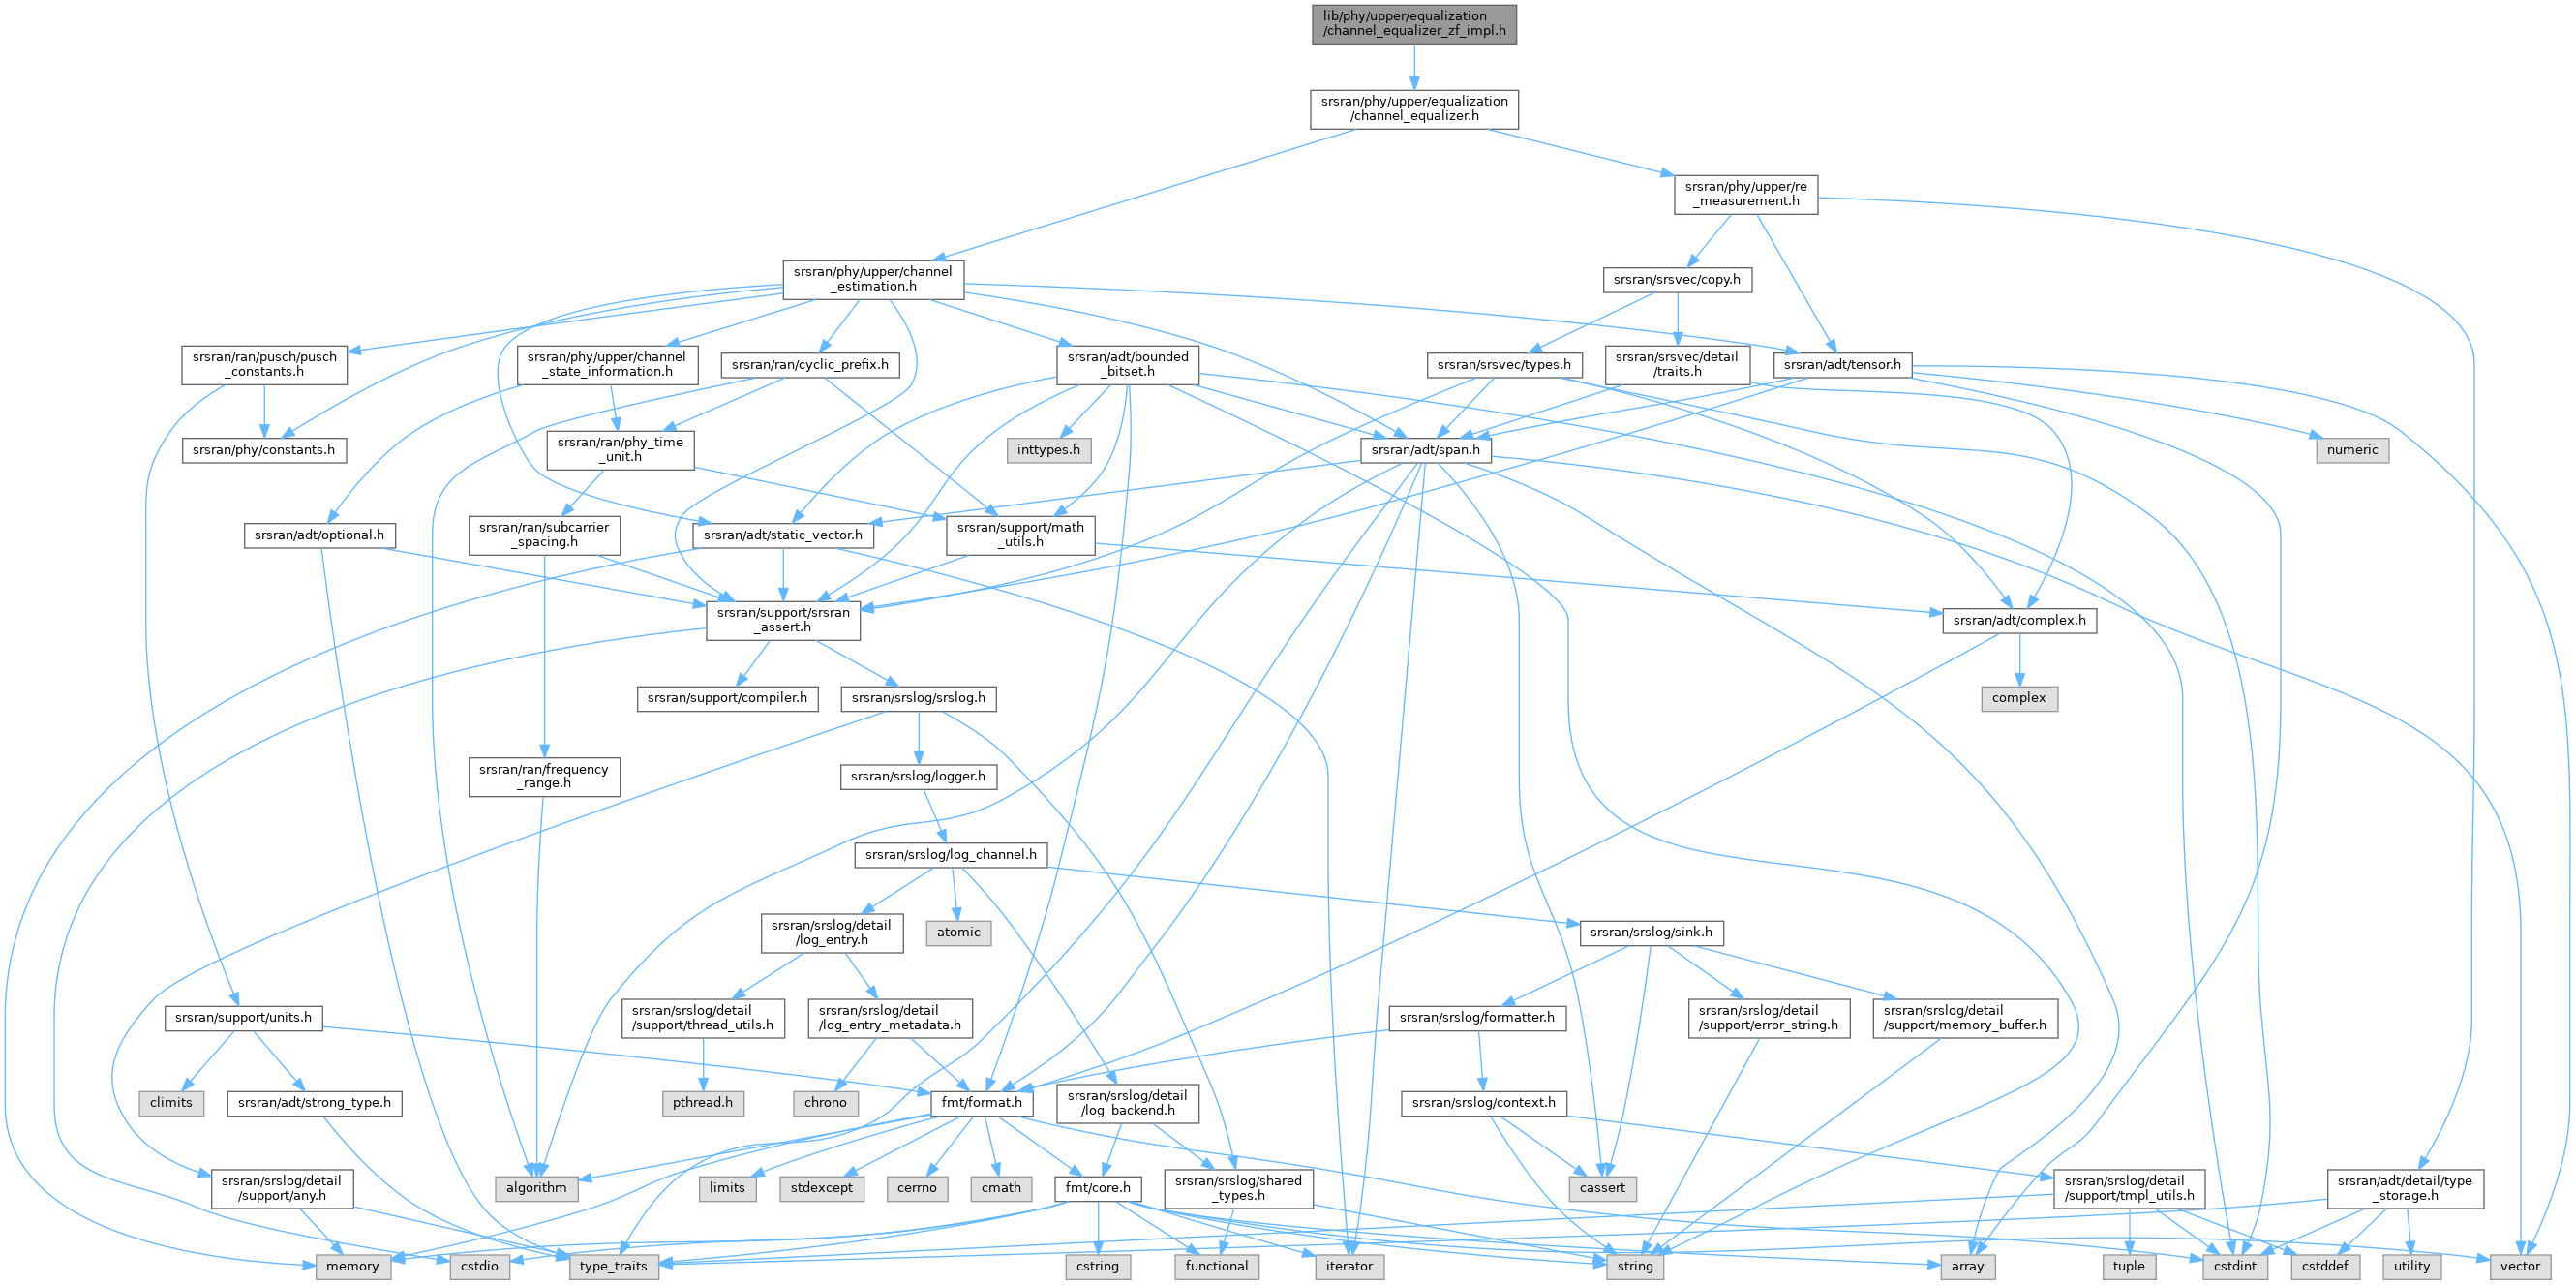 lib/phy/upper/equalization
/channel_equalizer_zf_impl.h
srsran/phy/upper/equalization
/channel_equalizer.h
srsran/phy/upper/re
_measurement.h
srsran/phy/upper/channel
_estimation.h
srsran/srsvec/copy.h
srsran/ran/pusch/pusch
_constants.h
srsran/phy/upper/channel
_state_information.h
srsran/ran/cyclic_prefix.h
srsran/adt/bounded
_bitset.h
srsran/srsvec/types.h
srsran/srsvec/detail
/traits.h
srsran/adt/tensor.h
srsran/phy/constants.h
srsran/ran/phy_time
_unit.h
inttypes.h
srsran/adt/span.h
numeric
srsran/adt/optional.h
srsran/ran/subcarrier
_spacing.h
srsran/adt/static_vector.h
srsran/support/math
_utils.h
srsran/support/srsran
_assert.h
srsran/adt/complex.h
srsran/support/compiler.h
srsran/srslog/srslog.h
complex
srsran/ran/frequency
_range.h
srsran/srslog/logger.h
srsran/srslog/log_channel.h
srsran/srslog/detail
/log_entry.h
atomic
srsran/srslog/sink.h
srsran/support/units.h
srsran/srslog/detail
/support/thread_utils.h
srsran/srslog/detail
/log_entry_metadata.h
srsran/srslog/formatter.h
srsran/srslog/detail
/support/error_string.h
srsran/srslog/detail
/support/memory_buffer.h
climits
srsran/adt/strong_type.h
pthread.h
chrono
fmt/format.h
srsran/srslog/detail
/log_backend.h
srsran/srslog/context.h
srsran/srslog/detail
/support/any.h
algorithm
limits
stdexcept
cerrno
cmath
fmt/core.h
srsran/srslog/shared
_types.h
cassert
srsran/srslog/detail
/support/tmpl_utils.h
srsran/adt/detail/type
_storage.h
memory
cstdio
type_traits
cstring
functional
iterator
string
array
tuple
cstdint
cstddef
utility
vector